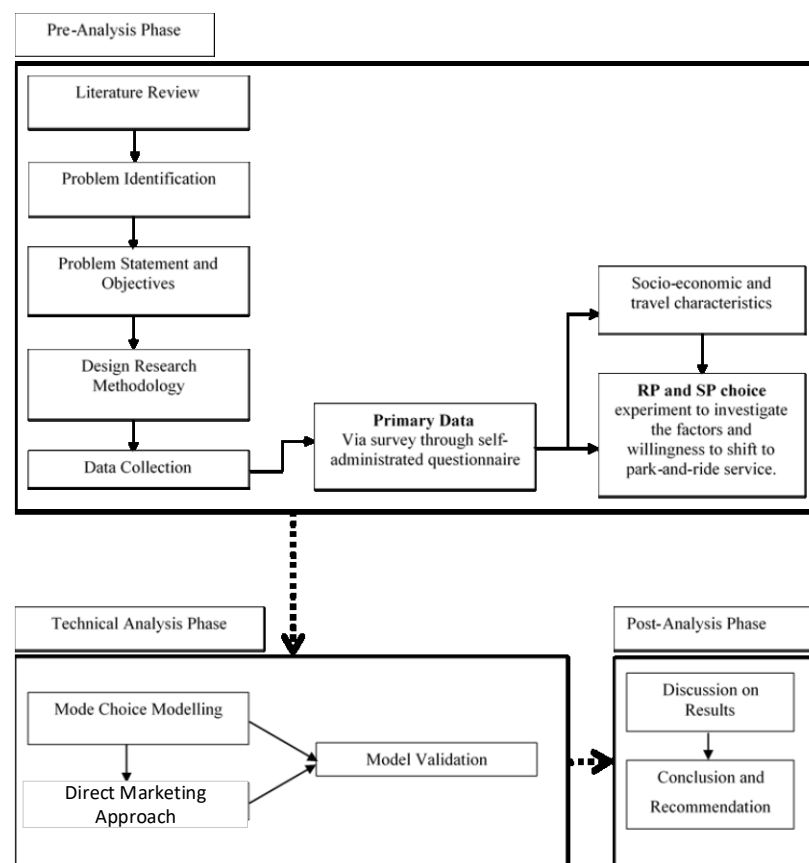 Pre-Analysis Phase
Literature Review
Problem Identification
Problem Statement and
Objectives
Design Research
Methodology
Data Collection
Primary Data
Via survey through self-
administrated questionnaire
Socio-economic and
travel characteristics
RP and SP choice
experiment to investigate
the factors and
willingness to shift to
park-and-ride service.
Technical Analysis Phase
Mode Choice Modelling
Direct Marketing
Approach
Model Validation
Post-Analysis Phase
Discussion on
Results
Conclusion and
Recommendation